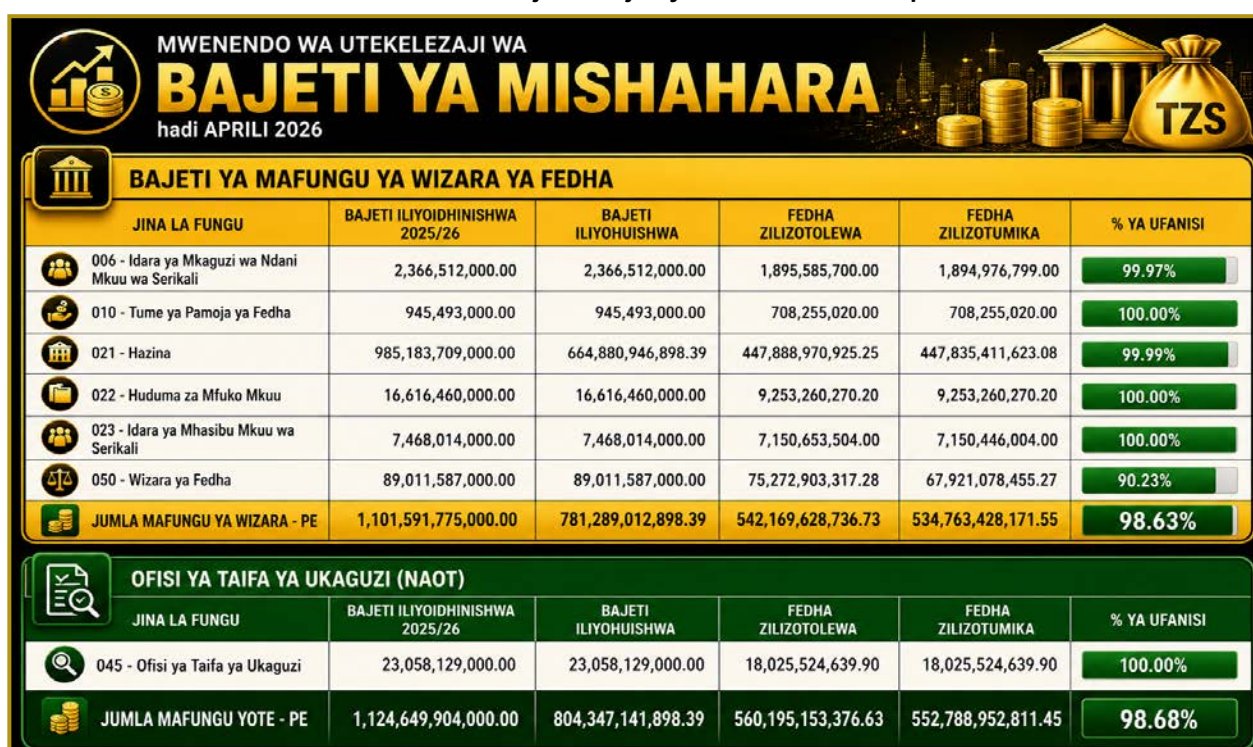 MWENENDO WA UTEKELEZAJI WA
BAJETI YA MISHAHARA
hadi APRILI 2026
TZS
BAJETI YA MAFUNGU YA WIZARA YA FEDHA
JINA LA FUNGU BAJETI ILIYOIDHINISHWA 2025/26 BAJETI ILIYOHUISHWA FEDHA ZILIZOTOLEWA FEDHA ZILIZOTUMIKA % YA UFANISI
006 - Idara ya Mkaguzi wa Ndani Mkuu wa Serikali 2,366,512,000.00 2,366,512,000.00 1,895,585,700.00 1,894,976,799.00 99.97%
010 - Tume ya Pamoja ya Fedha 945,493,000.00 945,493,000.00 708,255,020.00 708,255,020.00 100.00%
021 - Hazina 985,183,709,000.00 664,880,946,898.39 447,888,970,925.25 447,835,411,623.08 99.99%
022 - Huduma za Mfuko Mkuu 16,616,460,000.00 16,616,460,000.00 9,253,260,270.20 9,253,260,270.20 100.00%
023 - Idara ya Mhasibu Mkuu wa Serikali 7,468,014,000.00 7,468,014,000.00 7,150,653,504.00 7,150,446,004.00 100.00%
050 - Wizara ya Fedha 89,011,587,000.00 89,011,587,000.00 75,272,903,317.28 67,921,078,455.27 90.23%
JUMLA MAFUNGU YA WIZARA - PE 1,101,591,775,000.00 781,289,012,898.39 542,169,628,736.73 534,763,428,171.55 98.63%
OFISI YA TAIFA YA UKAGUZI (NAOT)
JINA LA FUNGU BAJETI ILIYOIDHINISHWA 2025/26 BAJETI ILIYOHUISHWA FEDHA ZILIZOTOLEWA FEDHA ZILIZOTUMIKA % YA UFANISI
045 - Ofisi ya Taifa ya Ukaguzi 23,058,129,000.00 23,058,129,000.00 18,025,524,639.90 18,025,524,639.90 100.00%
JUMLA MAFUNGU YOTE - PE 1,124,649,904,000.00 804,347,141,898.39 560,195,153,376.63 552,788,952,811.45 98.68%